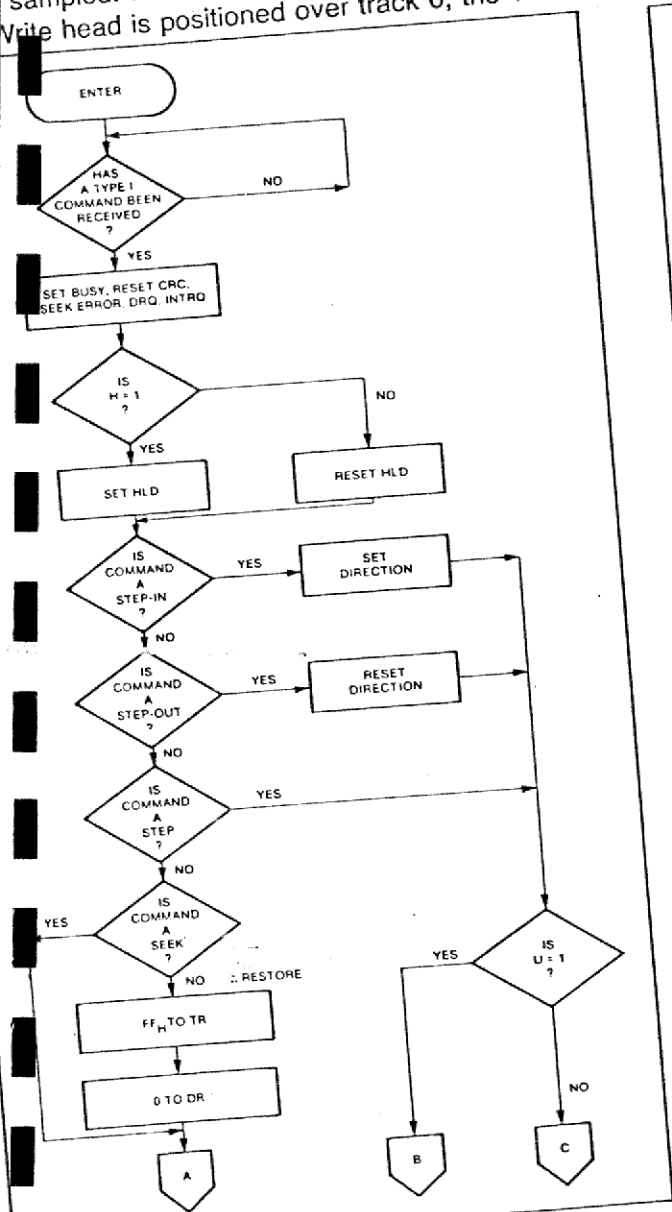 sampled.
Write head is positioned over track 0, the
ENTER
HAS
A TYPE I
COMMAND BEEN
RECEIVED
?
NO
YES
SET BUSY, RESET CRC,
SEEK ERROR, DRQ, INTRQ
IS
H = 1
?
NO
YES
SET HLD
RESET HLD
IS
COMMAND
A
STEP-IN
?
YES
SET
DIRECTION
NO
IS
COMMAND
A
STEP-OUT
?
YES
RESET
DIRECTION
NO
IS
COMMAND
A
STEP
?
YES
NO
IS
COMMAND
A
SEEK
?
YES
NO ∴ RESTORE
IS
U = 1
?
YES
NO
FFH TO TR
0 TO DR
A
B
C